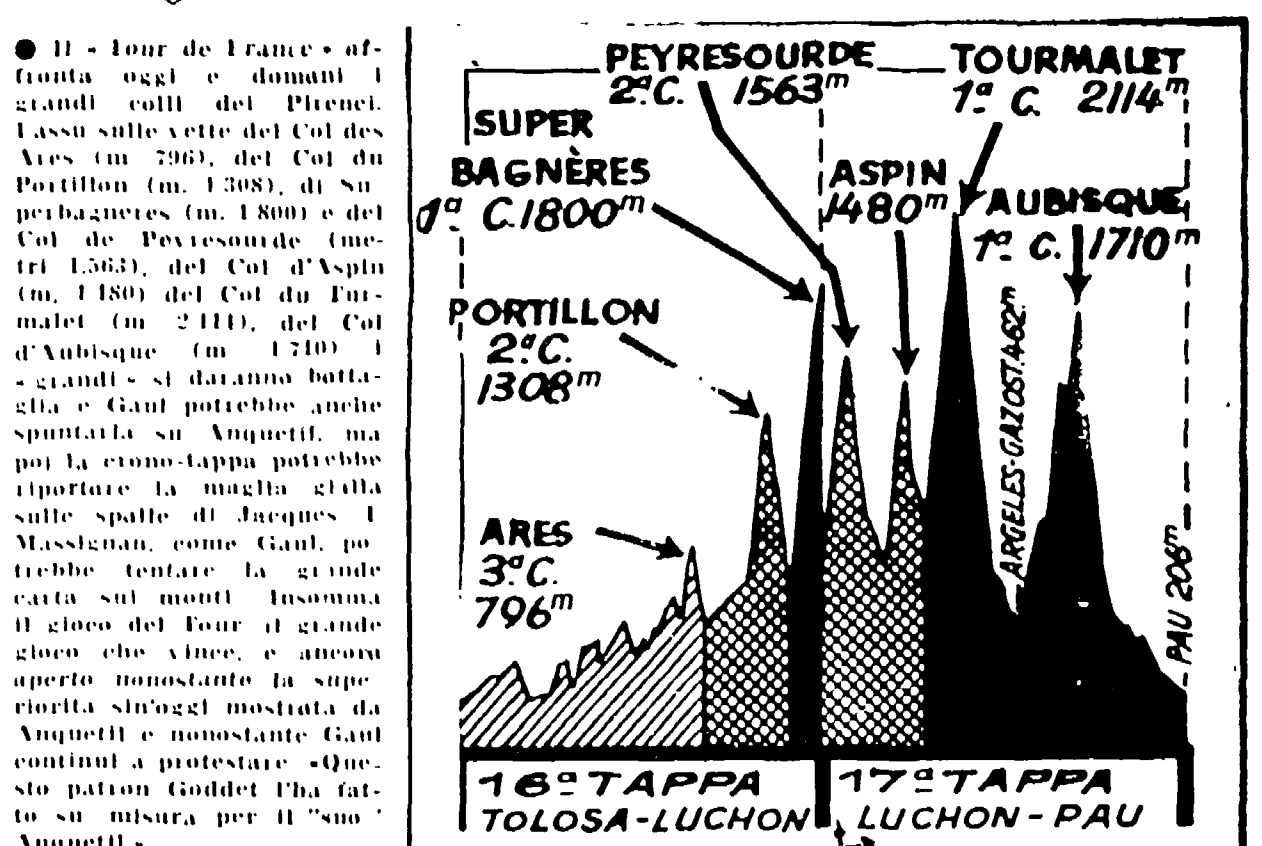 ● Il « Tour de France » af-
fronta oggi e domani i
grandi colli dei Pirenei.
Lassù sulle vette del Col des
Ares (m 796), del Col du
Portillon (m. 1308), di Su
perbagneres (m. 1800) e del
Col de Peyresourde (me-
tri 1.563), del Col d'Aspin
(m, 1480) del Col du Tur-
malet (m 2114), del Col
d'Aubisque (m 1710) i
« grandi » si daranno batta-
glia e Gaul potrebbe anche
spuntarla su Anquetil, ma
poi la crono-tappa potrebbe
riportare la maglia gialla
sulle spalle di Jacques I
Massignan, come Gaul, po
trebbe tentare la grande
carta sui monti Insomma
il gioco del Tour il grande
gioco che vince, e ancora
aperto nonostante la supe
riorità sin'oggi mostrata da
Anquetil e nonostante Gaul
continui a protestare «Que-
sto patron Goddet l'ha fat-
to su misura per il "suo"
Anquetil»
PEYRESOURDE
2ª C. 1563m
TOURMALET
1ª C. 2114m
SUPER
BAGNÈRES
1ª C. 1800m
ASPIN
1480m
AUBISQUE
1ª C. 1710m
PORTILLON
2ª C.
1308m
ARGELES-GAZOST. 462m
ARES
3ª C.
796m
PAU 206m
16ª TAPPA
TOLOSA-LUCHON
17ª TAPPA
LUCHON-PAU